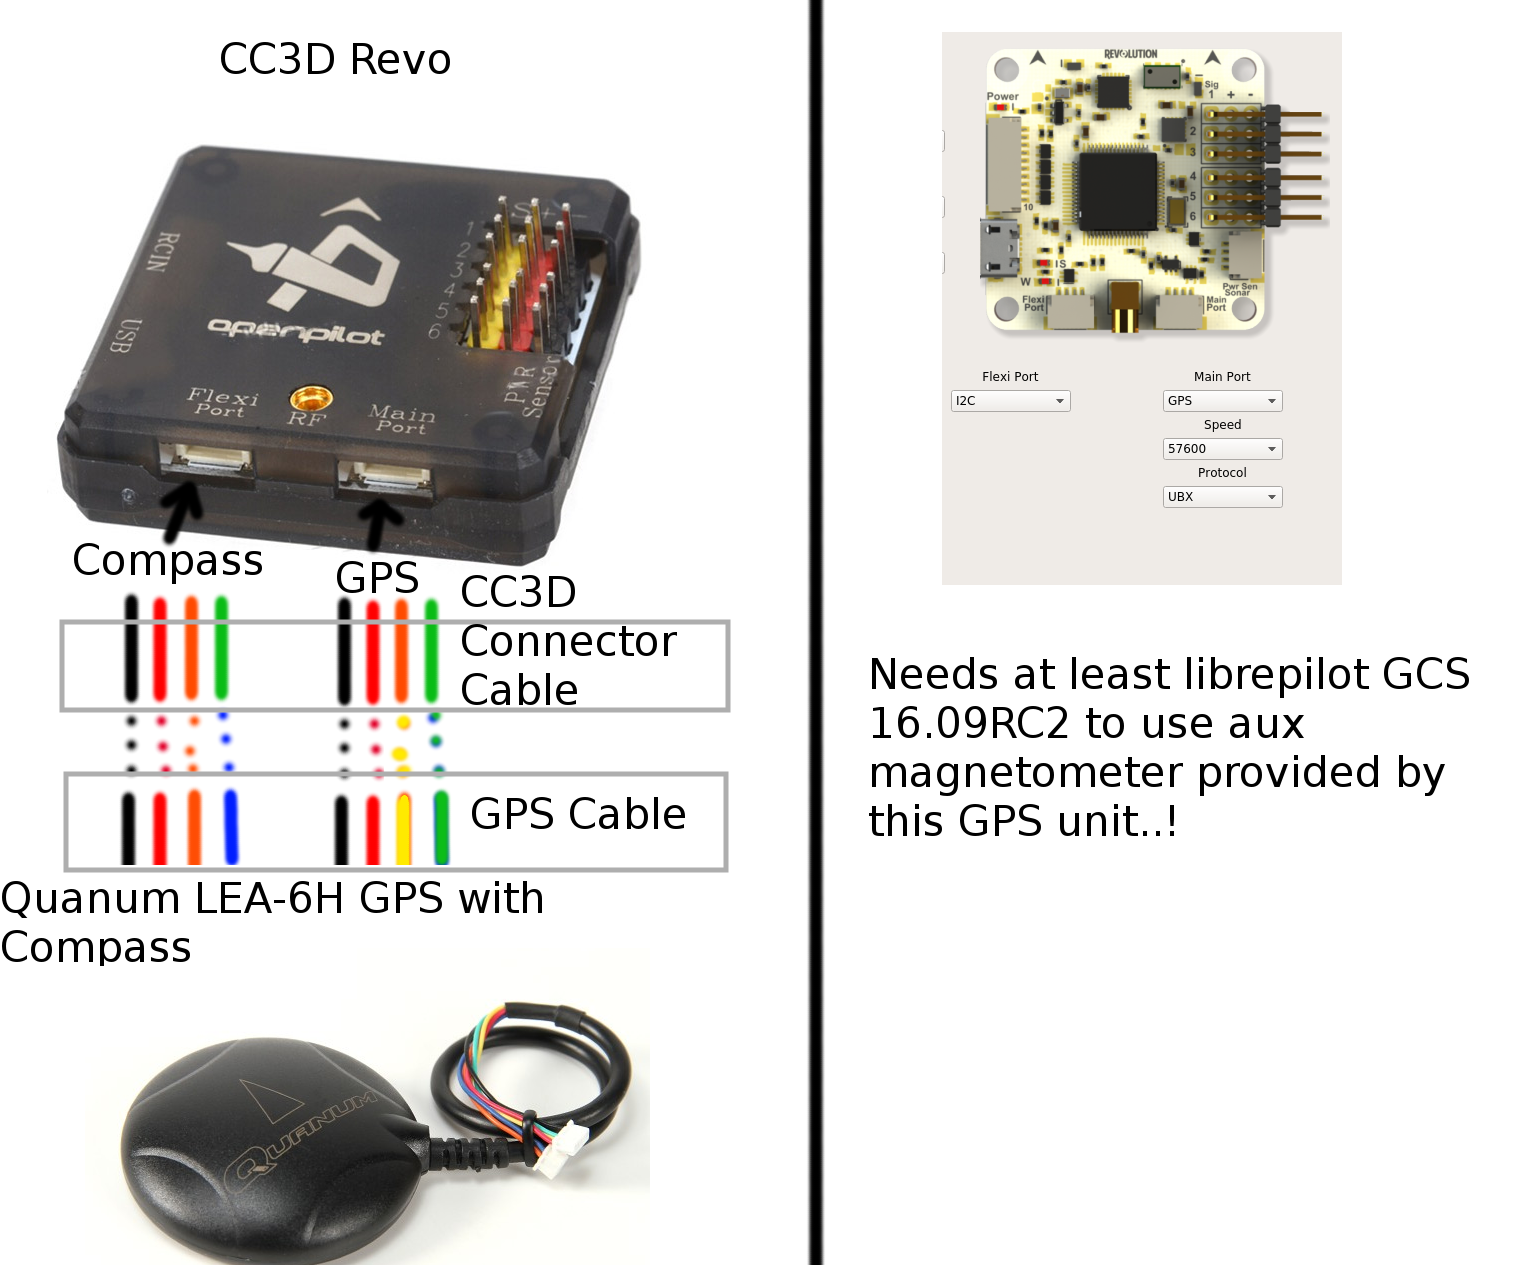 CC3D Revo
RCIN
USB
openpilot
S + -
1
2
3
4
5
6
Flexi
Port
RF
Main
Port
PWR
Sensor
Compass
GPS
CC3D
Connector
Cable
GPS Cable
Quanum LEA-6H GPS with
Compass
QUANUM
REVOLUTION
Power
Sig
1 + -
2
3
4
5
6
10
IS
W
Flexi
Port
Main
Port
Pwr Sen
Sonar
Flexi Port
I2C
Main Port
GPS
Speed
57600
Protocol
UBX
Needs at least librepilot GCS
16.09RC2 to use aux
magnetometer provided by
this GPS unit..!